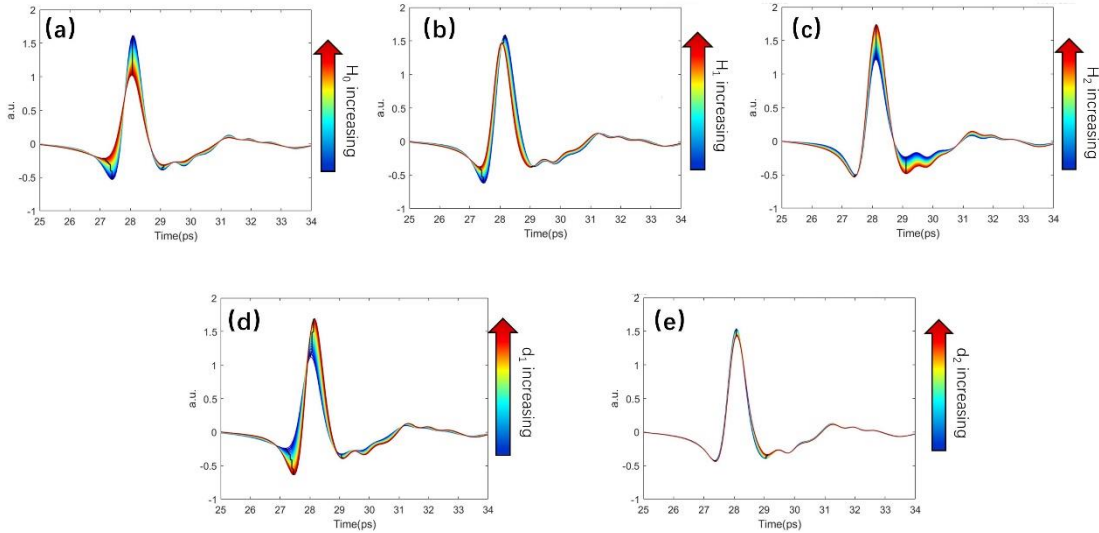 (a)
2
1.5
1
0.5
0
-0.5
-1
a.u.
25 26 27 28 29 30 31 32 33 34
Time(ps)
H0 increasing
(b)
2
1.5
1
0.5
0
-0.5
-1
a.u.
25 26 27 28 29 30 31 32 33 34
Time(ps)
H1 increasing
(c)
2
1.5
1
0.5
0
-0.5
-1
a.u.
25 26 27 28 29 30 31 32 33 34
Time(ps)
H2 increasing
(d)
2
1.5
1
0.5
0
-0.5
-1
a.u.
25 26 27 28 29 30 31 32 33 34
Time(ps)
d1 increasing
(e)
2
1.5
1
0.5
0
-0.5
-1
a.u.
25 26 27 28 29 30 31 32 33 34
Time(ps)
d2 increasing